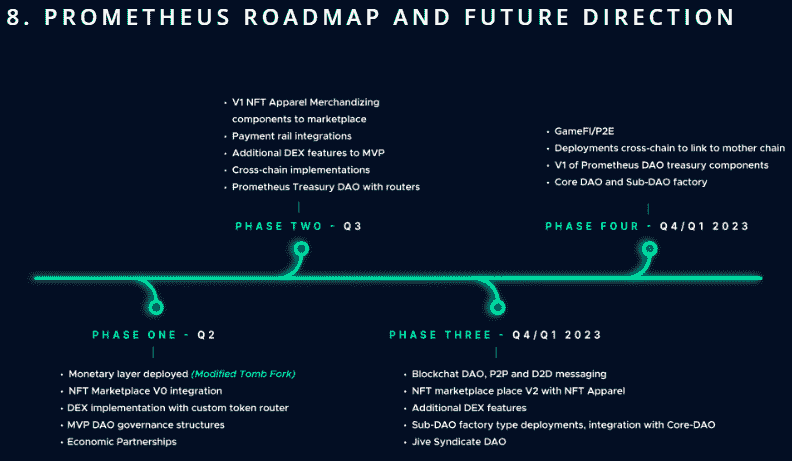 8. PROMETHEUS ROADMAP AND FUTURE DIRECTION
• V1 NFT Apparel Merchandizing
components to marketplace
• Payment rail integrations
• Additional DEX features to MVP
• Cross-chain implementations
• Prometheus Treasury DAO with routers
PHASE TWO - Q3
• GameFI/P2E
• Deployments cross-chain to link to mother chain
• V1 of Prometheus DAO treasury components
• Core DAO and Sub-DAO factory
PHASE FOUR - Q4/Q1 2023
PHASE ONE - Q2
• Monetary layer deployed (Modified Tomb Fork)
• NFT Marketplace V0 integration
• DEX implementation with custom token router
• MVP DAO governance structures
• Economic Partnerships
PHASE THREE - Q4/Q1 2023
• Blockchat DAO, P2P and D2D messaging
• NFT marketplace place V2 with NFT Apparel
• Additional DEX features
• Sub-DAO factory type deployments, integration with Core-DAO
• Jive Syndicate DAO